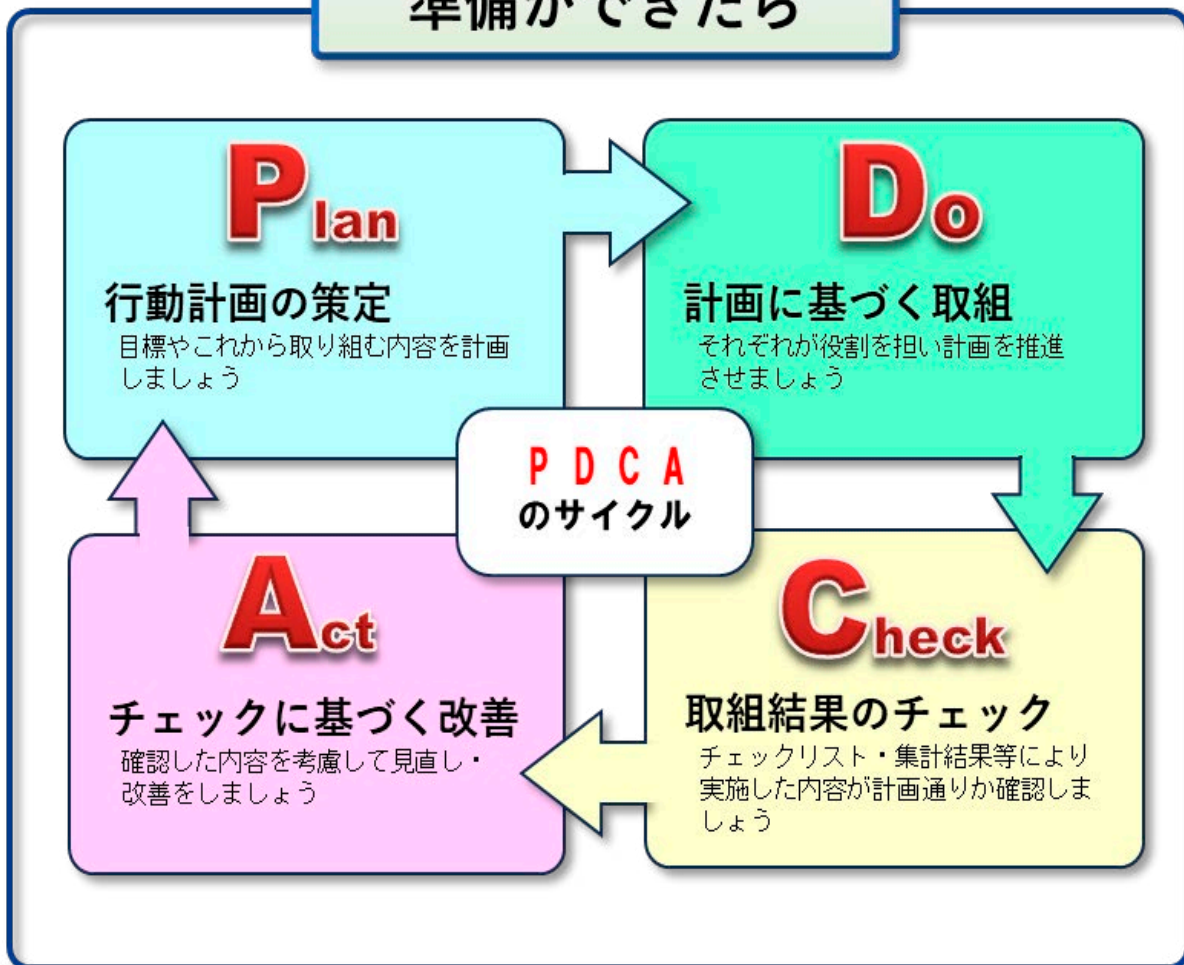 準備ができたら
Plan
行動計画の策定
目標やこれから取り組む内容を計画
しましょう
Do
計画に基づく取組
それぞれが役割を担い計画を推進
させましょう
PDCA
のサイクル
Act
チェックに基づく改善
確認した内容を考慮して見直し・
改善をしましょう
Check
取組結果のチェック
チェックリスト・集計結果等により
実施した内容が計画通りか確認しま
しょう